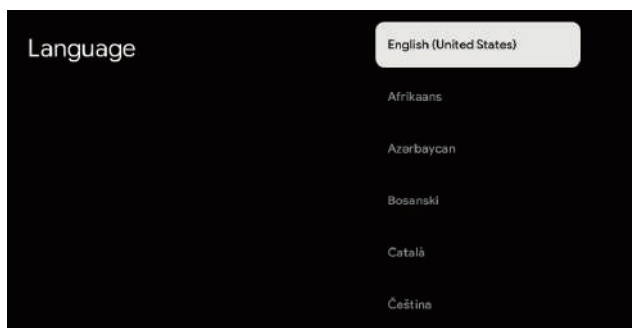 Language
English (United States)
Afrikaans
Azərbaycan
Bosanski
Català
Čeština